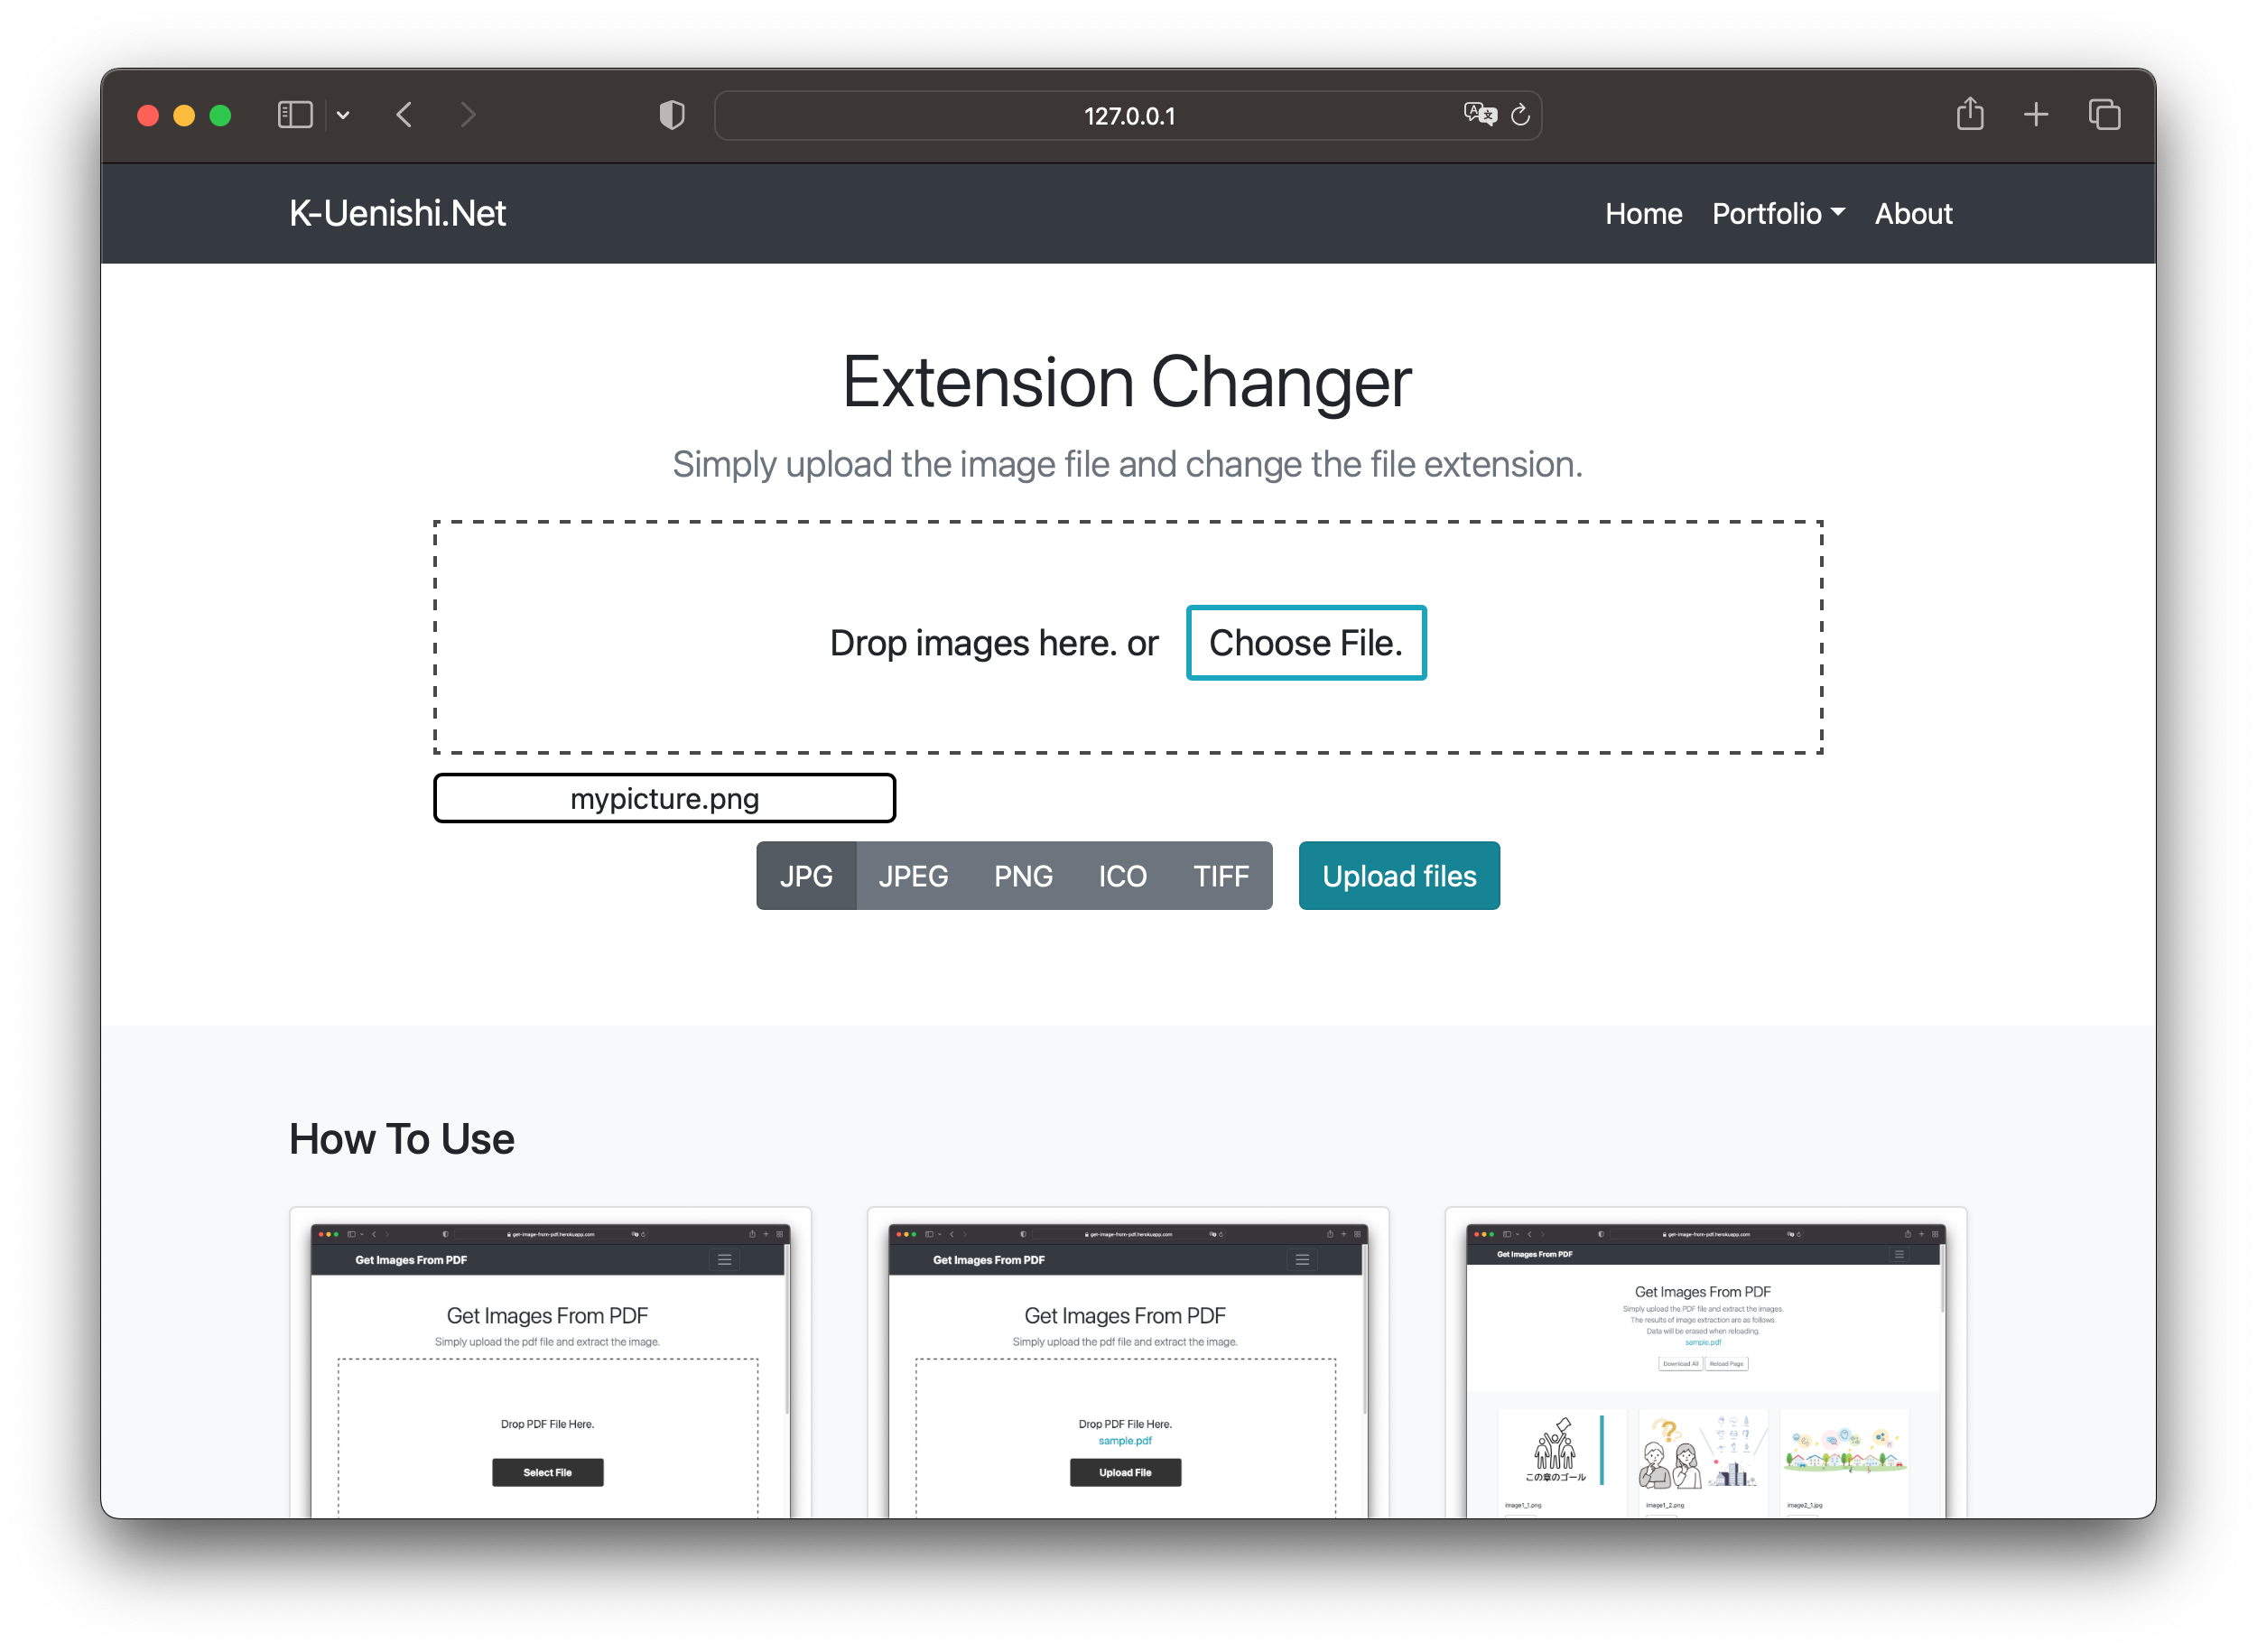 127.0.0.1
K-Uenishi.Net
Home Portfolio About
Extension Changer
Simply upload the image file and change the file extension.
Drop images here. or Choose File.
mypicture.png
JPG JPEG PNG ICO TIFF Upload files
How To Use
get-image-from-pdf.herokuapp.com
Get Images From PDF
Get Images From PDF
Simply upload the pdf file and extract the image.
Drop PDF File Here.
Select File
get-image-from-pdf.herokuapp.com
Get Images From PDF
Get Images From PDF
Simply upload the pdf file and extract the image.
Drop PDF File Here.
sample.pdf
Upload File
get-image-from-pdf.herokuapp.com
Get Images From PDF
Get Images From PDF
Simply upload the PDF file and extract the images.
The results of image extraction are as follows.
Data will be erased when reloading.
sample.pdf
Download All Reload Page
この章のゴール
image1_1.png
image1_2.png
image2_1.jpg